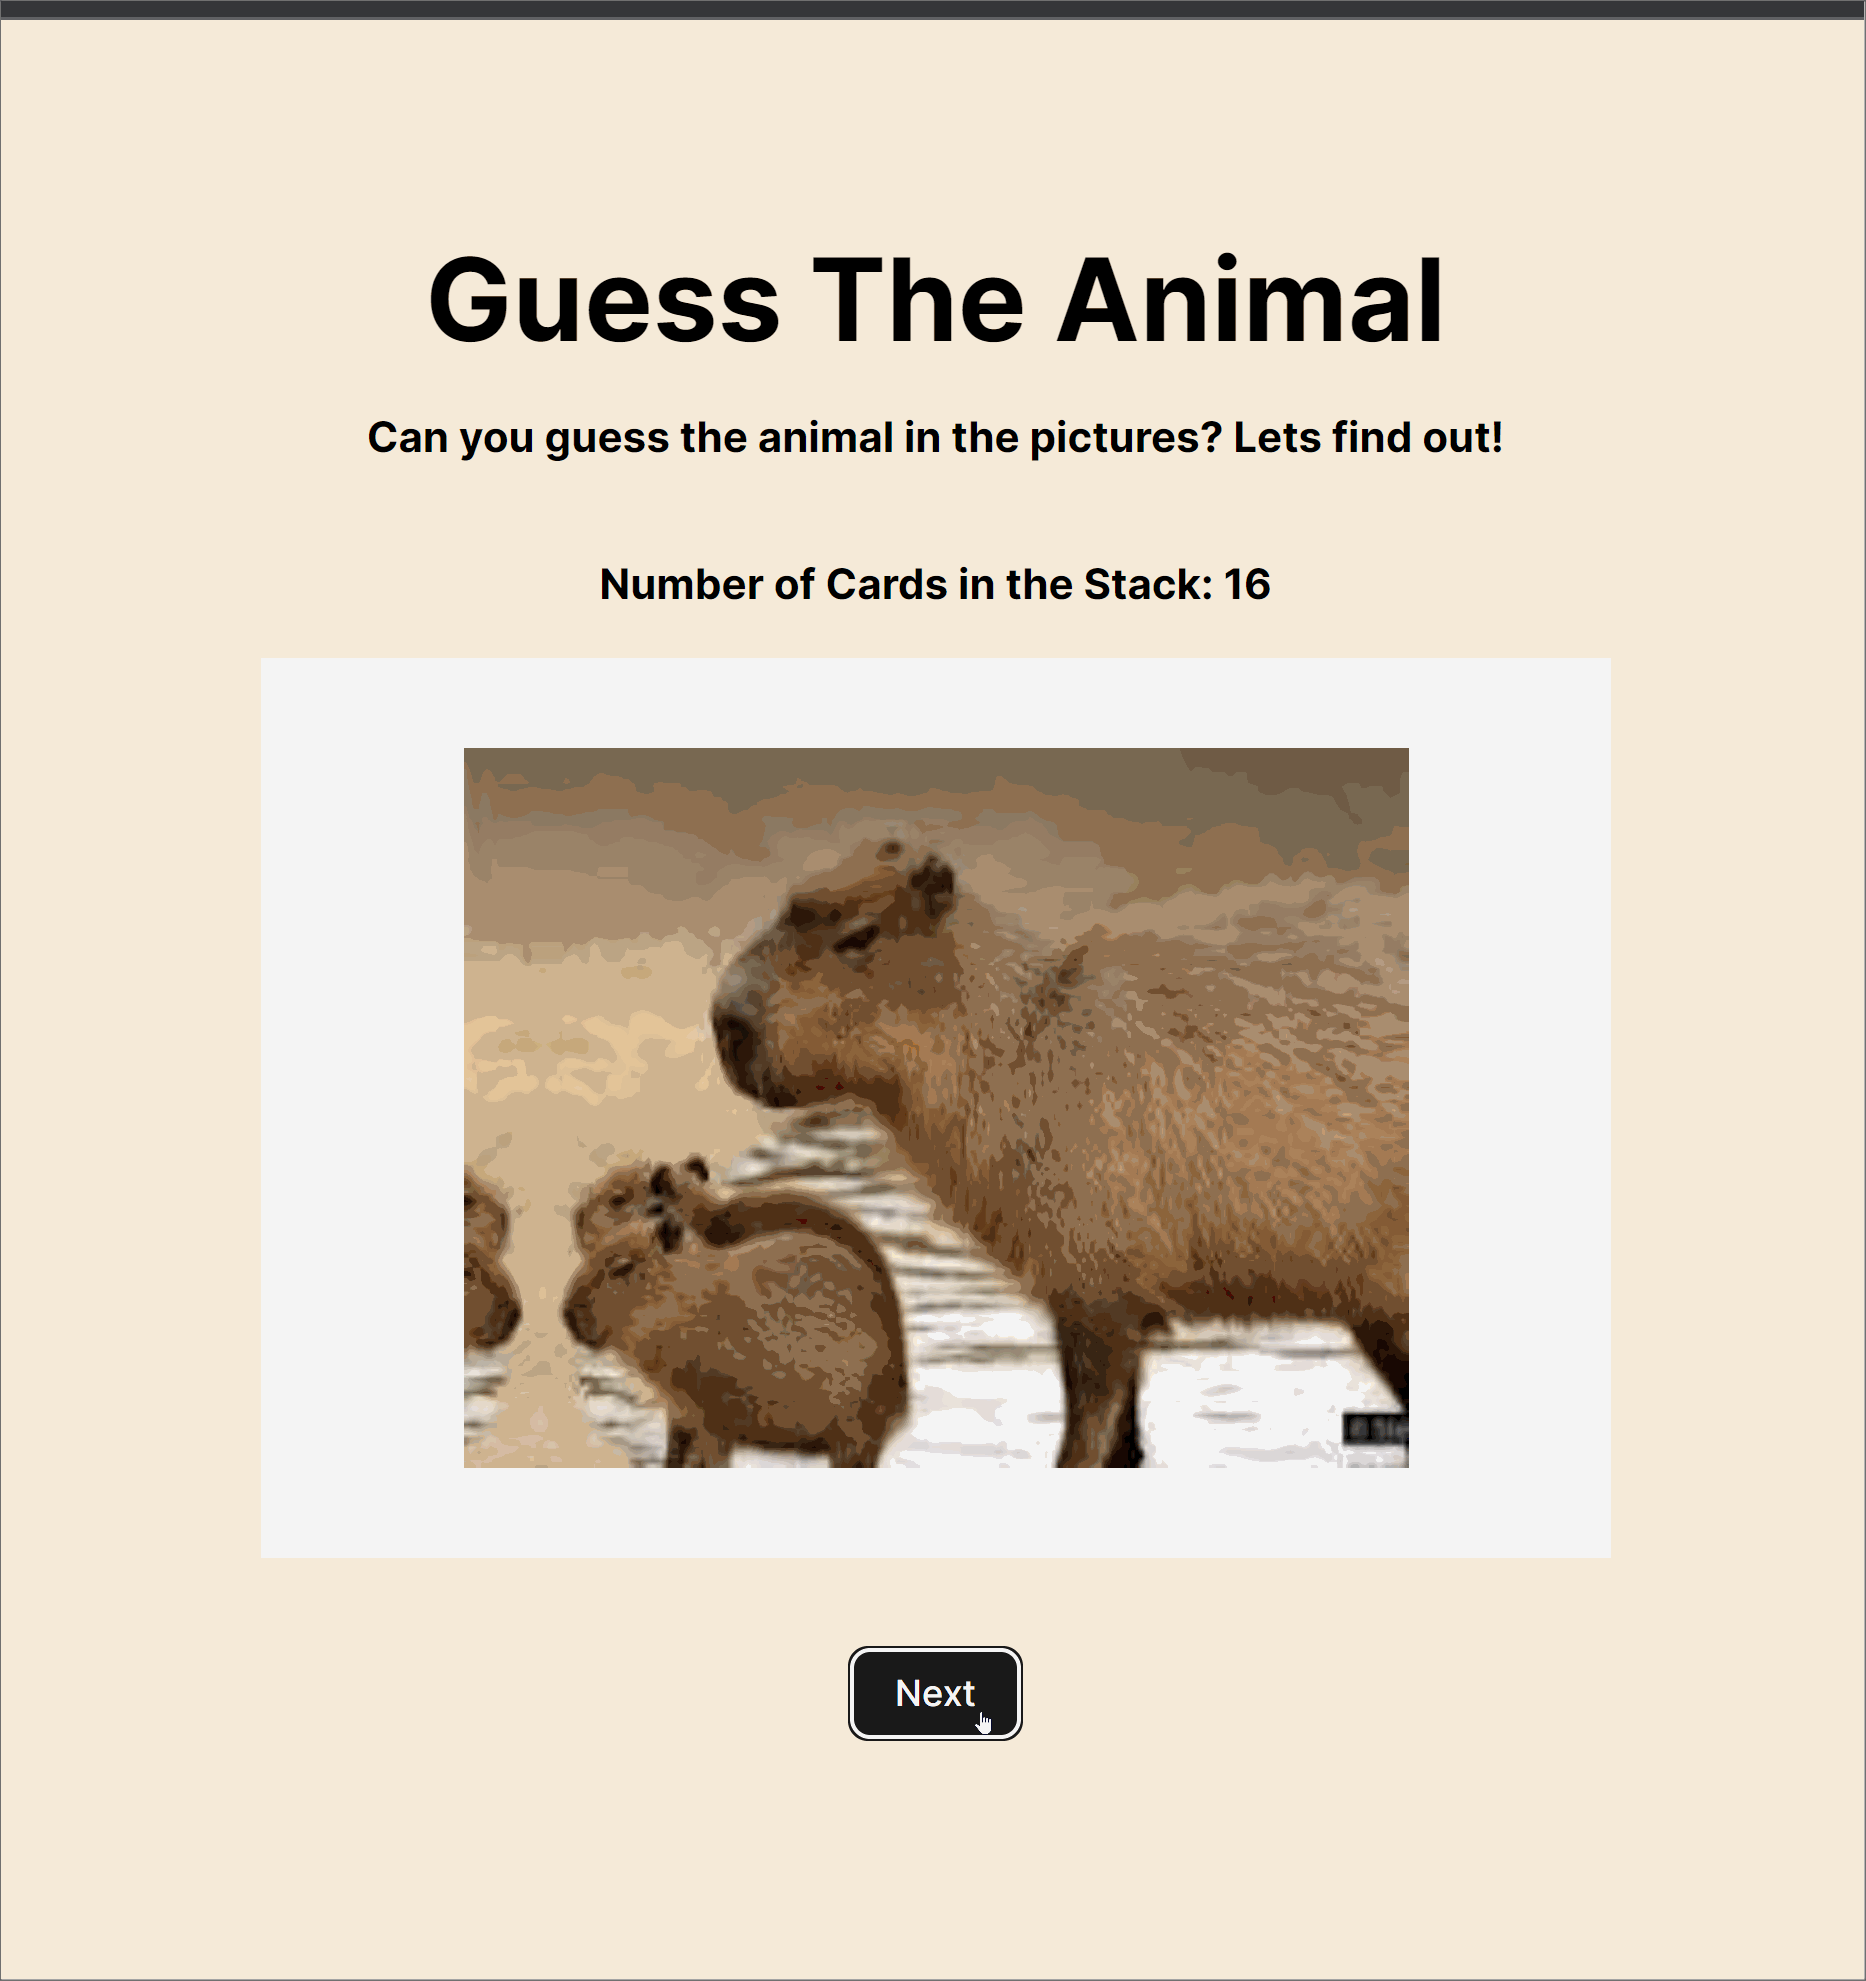 Guess The Animal
Can you guess the animal in the pictures? Lets find out!
Number of Cards in the Stack: 16
Next